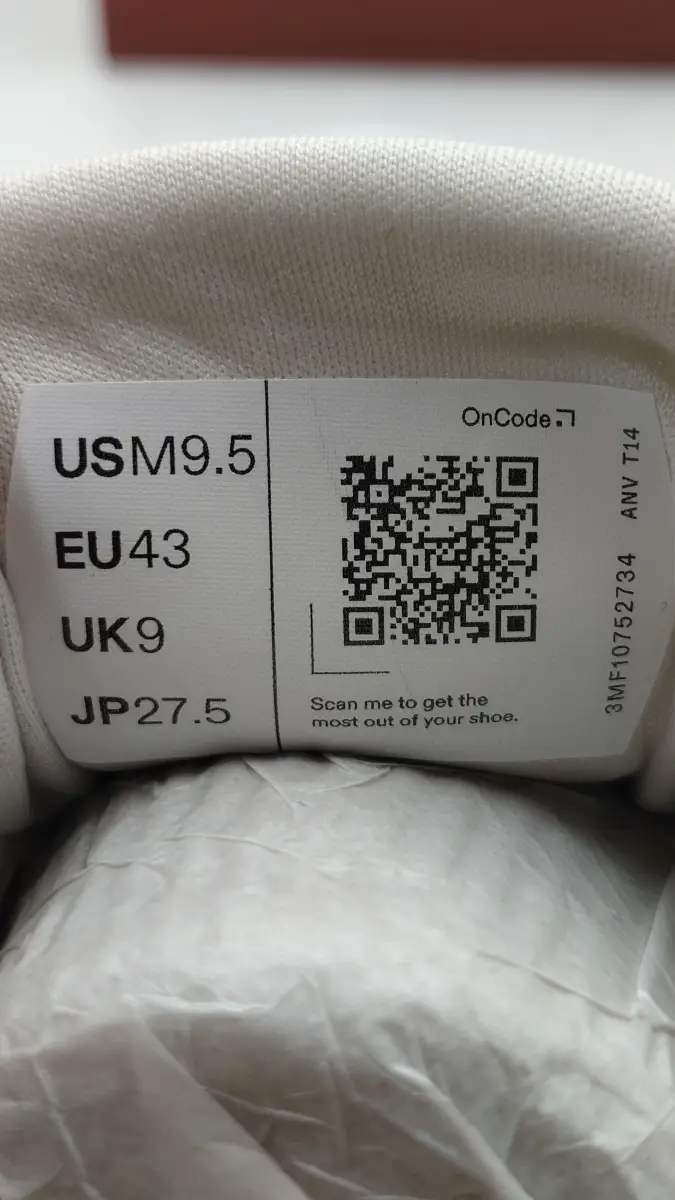 USM9.5
EU43
UK9
JP27.5
OnCode
Scan me to get the
most out of your shoe.
3MF10752734 ANV T14